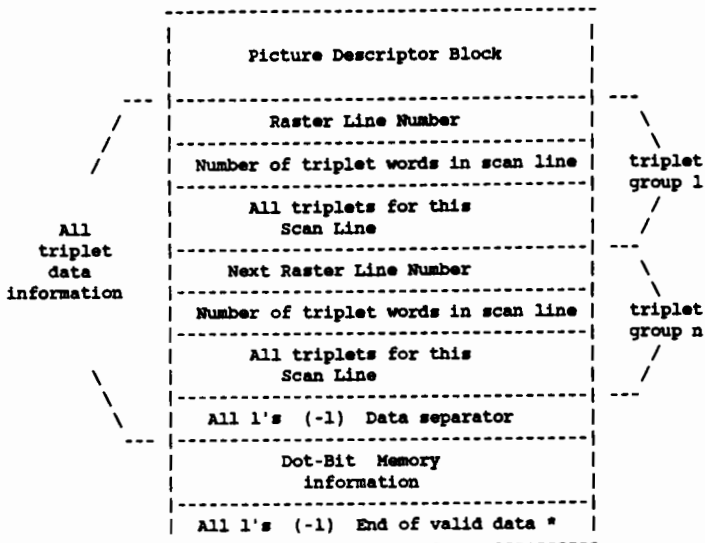 Picture Descriptor Block
Raster Line Number
Number of triplet words in scan line
triplet
group 1
All triplets for this
Scan Line
All
triplet
data
information
Next Raster Line Number
Number of triplet words in scan line
triplet
group n
All triplets for this
Scan Line
All 1's (-1) Data separator
Dot-Bit Memory
information
All 1's (-1) End of valid data *